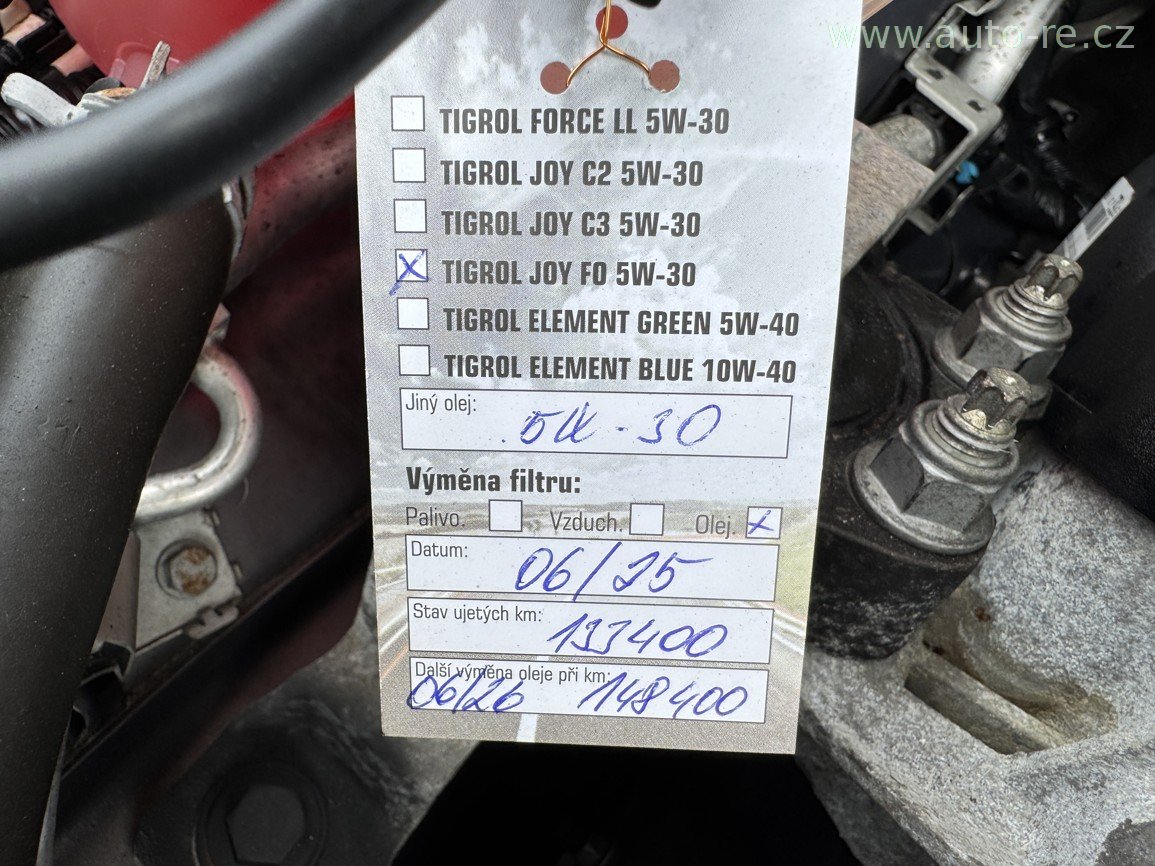 www.auto-re.cz
TIGROL FORCE LL 5W-30
TIGROL JOY C2 5W-30
TIGROL JOY C3 5W-30
X TIGROL JOY FO 5W-30
TIGROL ELEMENT GREEN 5W-40
TIGROL ELEMENT BLUE 10W-40
Jiný olej:
5W-30
Výměna filtru:
Palivo. Vzduch. Olej. X
Datum:
06/25
Stav ujetých km:
133400
Další výměna oleje při km:
06/26 148400